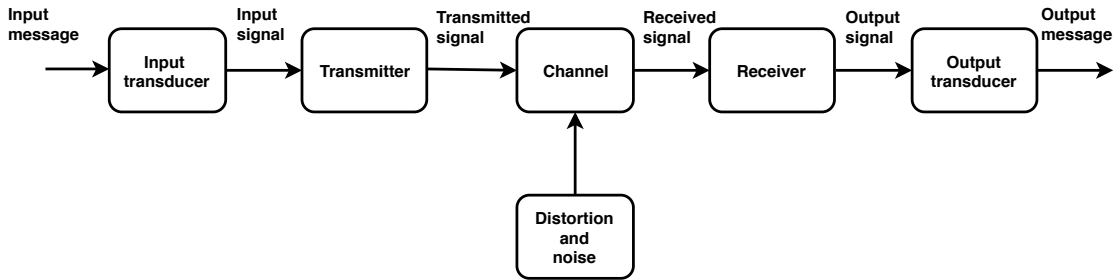 Input
message
Input
signal
Transmitted
signal
Received
signal
Output
signal
Output
message
Input
transducer
Transmitter
Channel
Receiver
Output
transducer
Distortion
and
noise